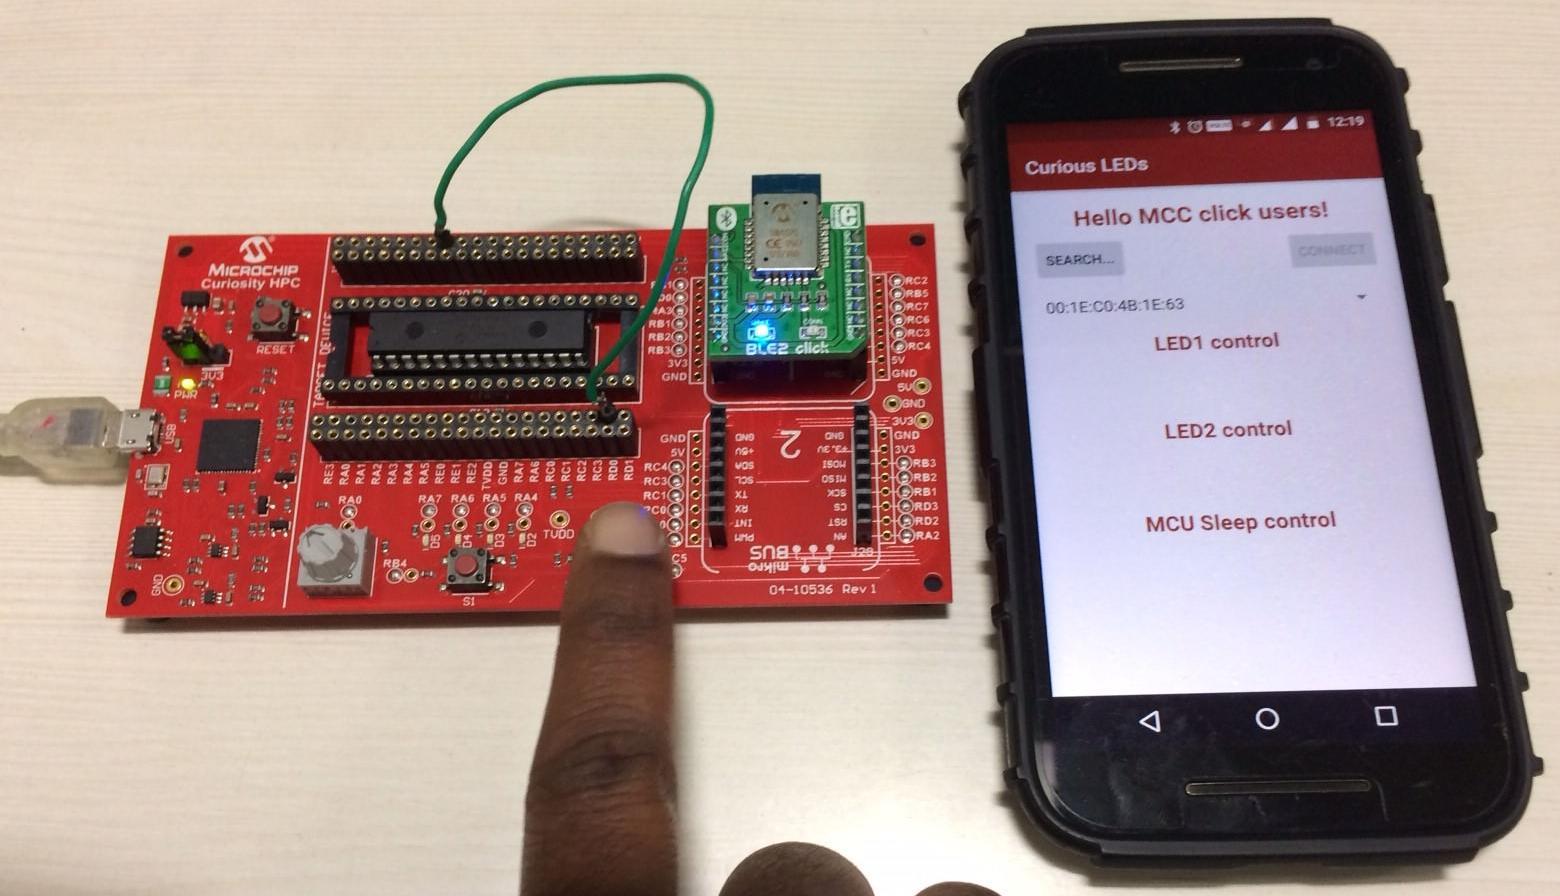 MICROCHIP
Curiosity HPC
RESET
3V3
PWR
USB
GND
TARGET DEVICE
RE3
RA0
RA1
RA2
RA3
RA4
RA5
RE0
RE1
RE2
TVDD
GND
RA7
RA6
RC0
RC1
RC2
RC3
RD0
RD1
RA0
RA7
RA6
RA5
RA4
D5
D4
D3
D2
TVDD
RB4
S1
RA3
RB1
RB2
RB3
3V3
GND
BLE2 click
RC2
RB5
RC7
RC6
RC3
RC4
5V
GND
5V
GND
3V3
GND
5V
RC4
RC3
RC1
RC0
GND
+5V
SDA
SCL
TX
RX
INT
PWM
2
GND
+3.3V
MOSI
MISO
SCK
CS
RST
AN
GND
3V3
RB3
RB2
RB1
RD3
RD2
RA2
mikro
BUS
J28
04-10536 Rev 1
12:19
Curious LEDs
Hello MCC click users!
SEARCH...
CONNECT
00:1E:C0:4B:1E:63
LED1 control
LED2 control
MCU Sleep control